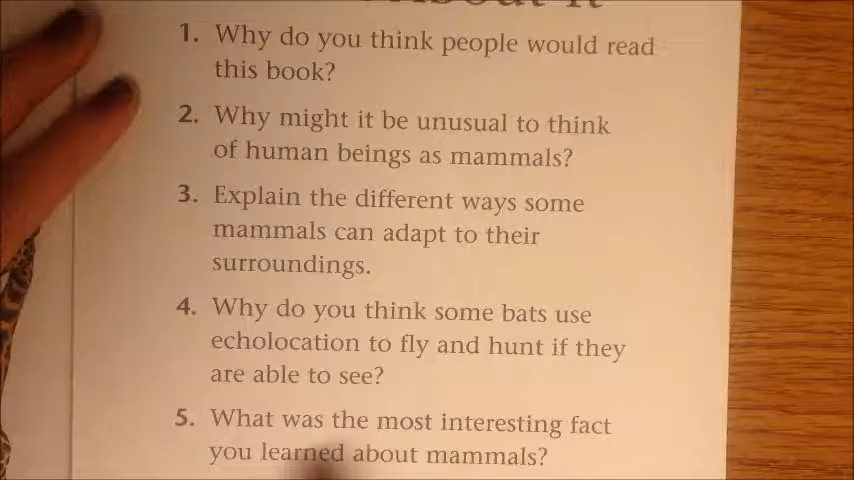 About It
1. Why do you think people would read
this book?
2. Why might it be unusual to think
of human beings as mammals?
3. Explain the different ways some
mammals can adapt to their
surroundings.
4. Why do you think some bats use
echolocation to fly and hunt if they
are able to see?
5. What was the most interesting fact
you learned about mammals?